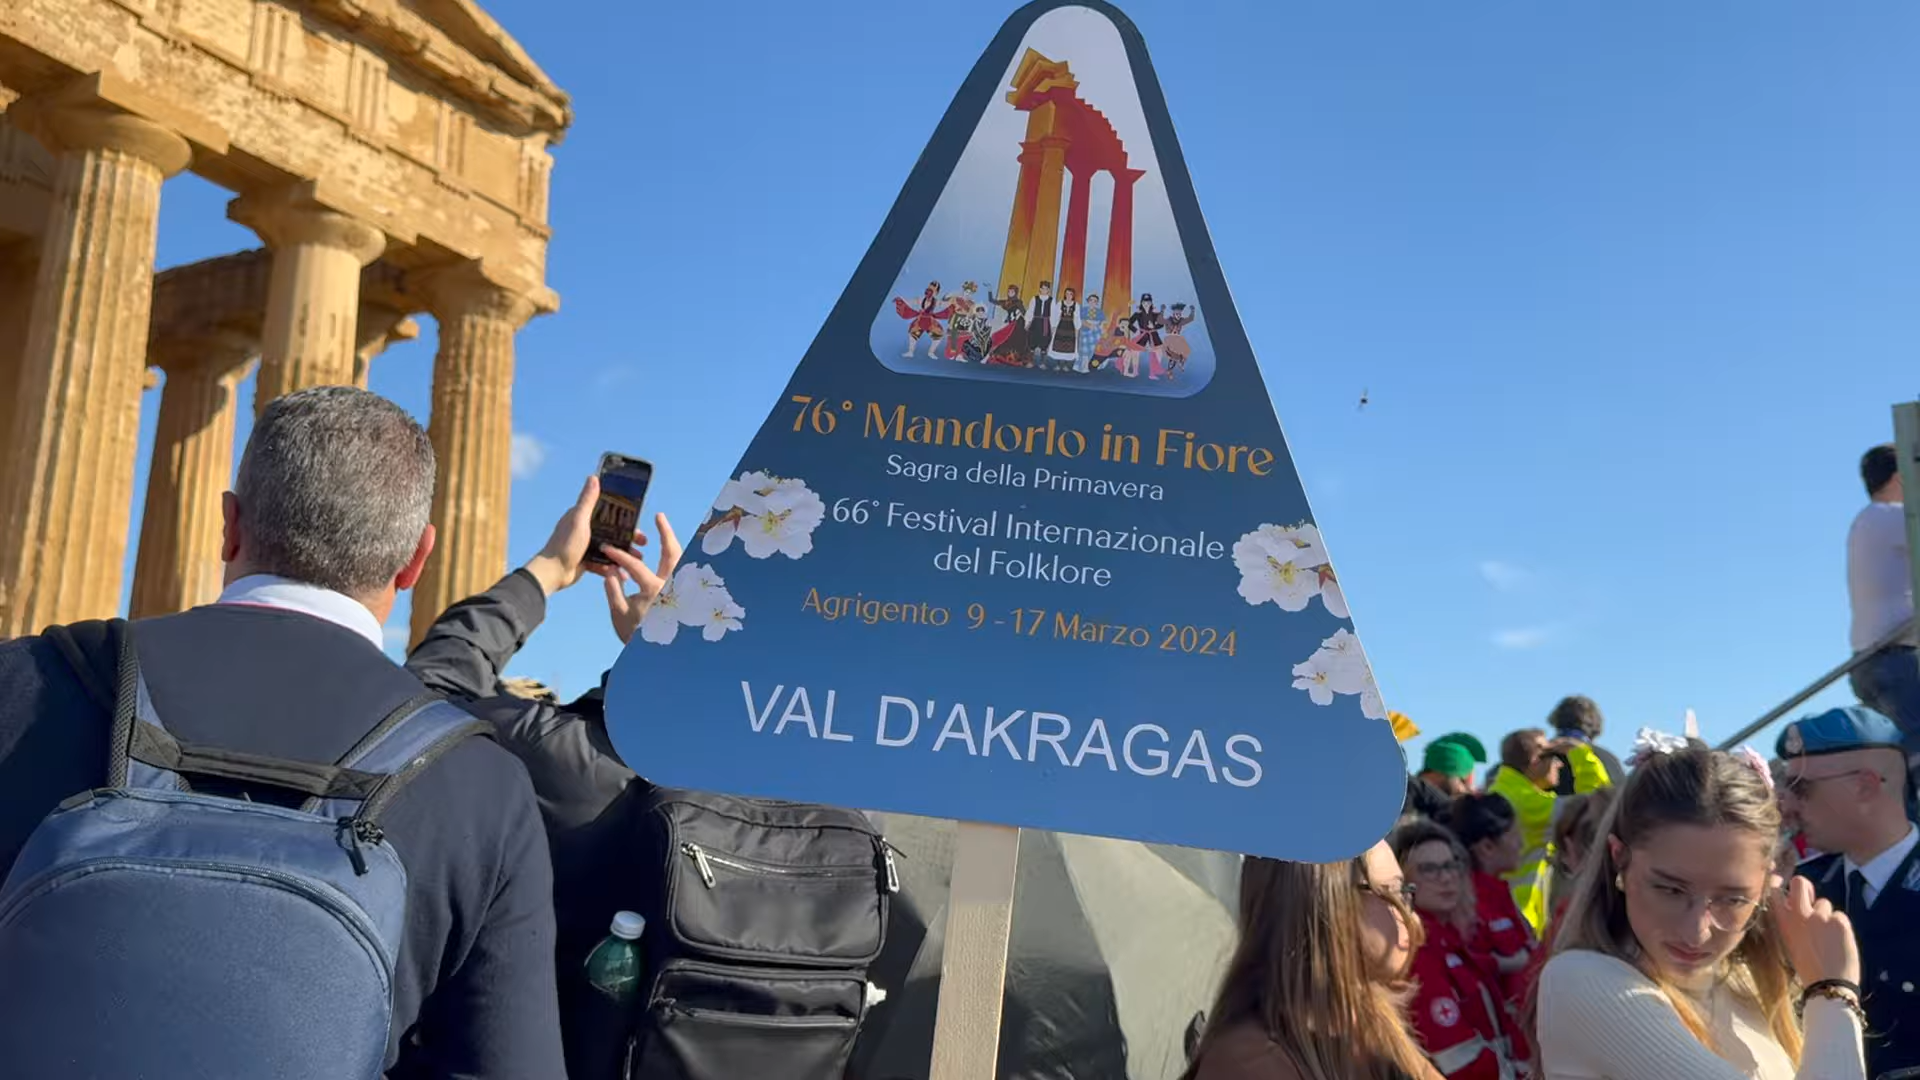 76° Mandorlo in Fiore
Sagra della Primavera
66° Festival Internazionale
del Folklore
Agrigento 9 - 17 Marzo 2024
VAL D'AKRAGAS